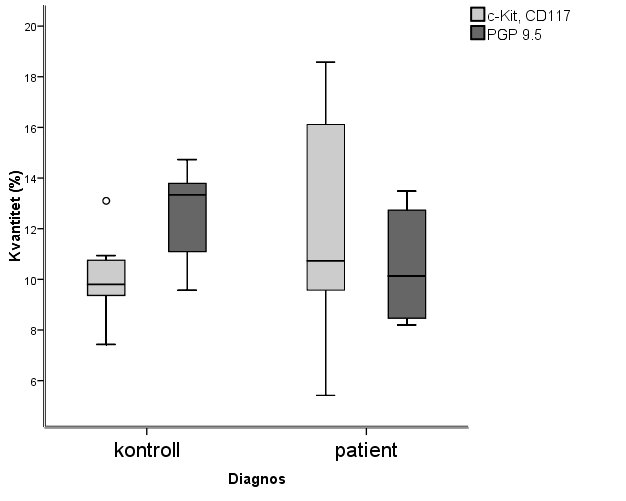 c-Kit, CD117
PGP 9.5
20
18
16
14
12
10
8
6
Kvantitet (%)
kontroll
patient
Diagnos